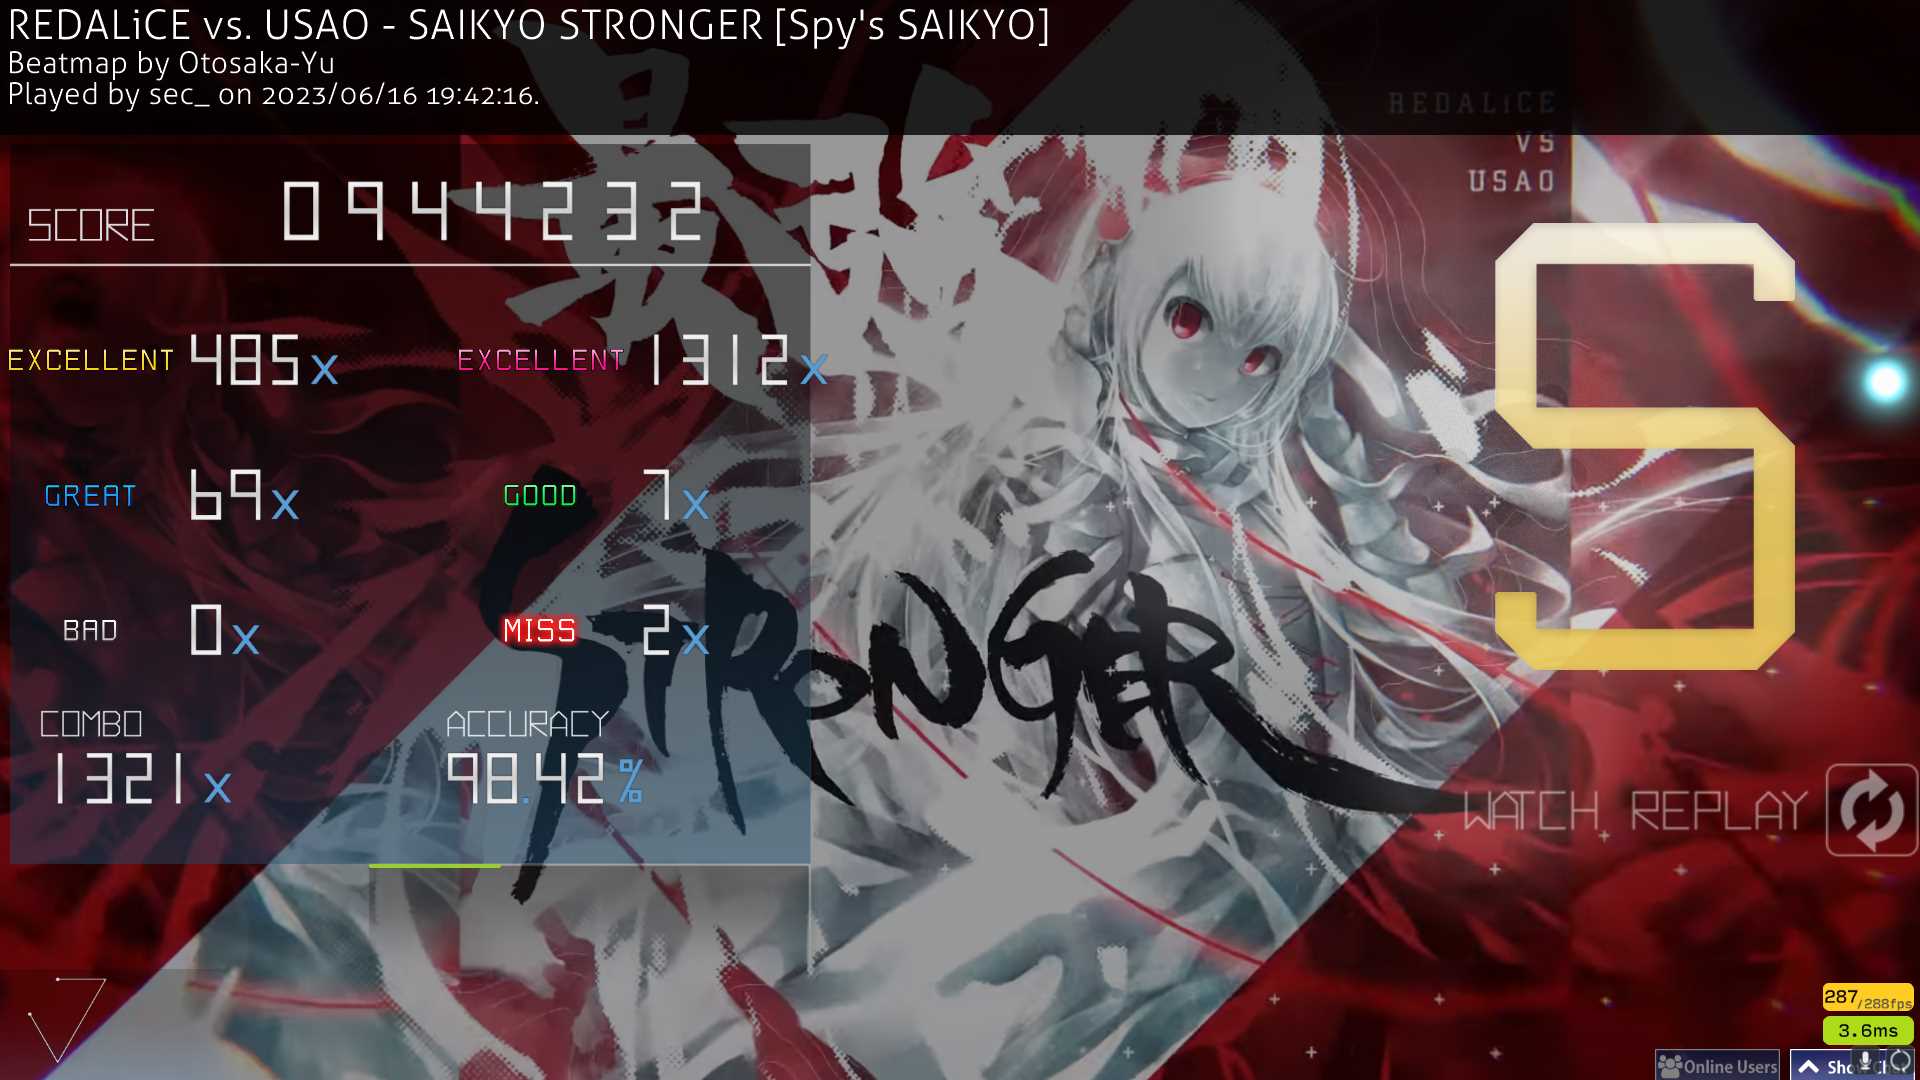 REDALiCE vs. USAO - SAIKYO STRONGER [Spy's SAIKYO]
Beatmap by Otosaka-Yu
Played by sec_ on 2023/06/16 19:42:16.
REDALiCE
VS
USAO
SCORE 0944232
EXCELLENT 485x EXCELLENT 1312x
GREAT 69x GOOD 7x
BAD 0x MISS 2x
COMBO ACCURACY
1321x 98.42%
STRONGER
S
WATCH REPLAY
287/288fps
3.6ms
Online Users